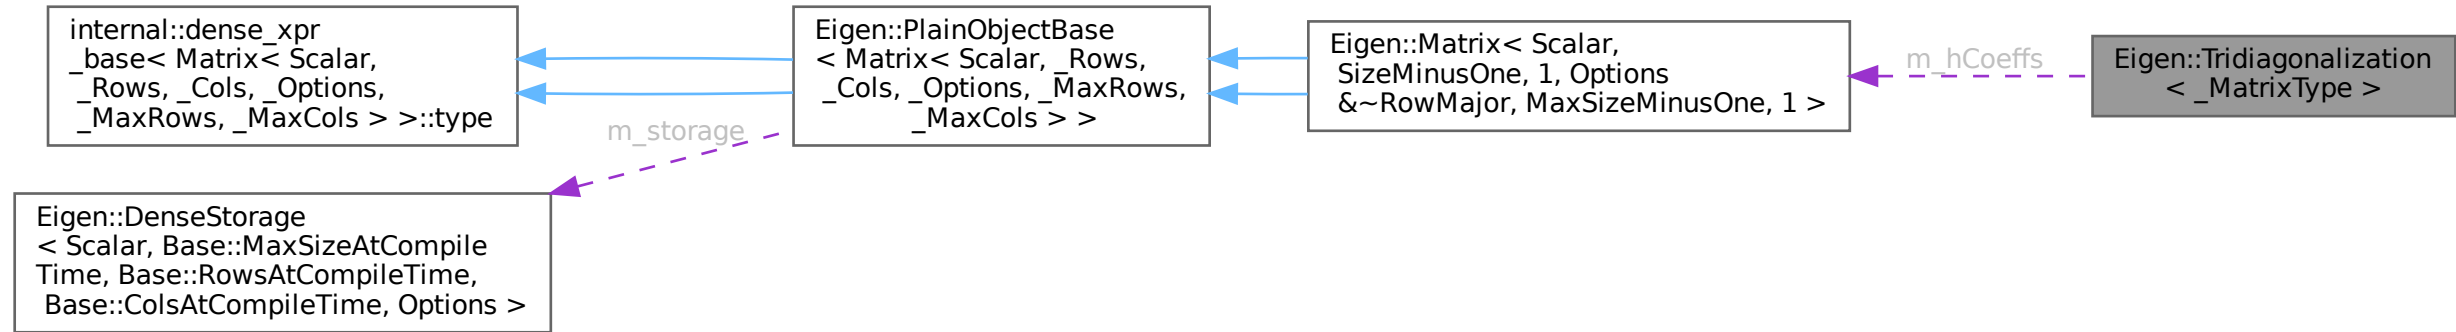 internal::dense_xpr
_base< Matrix< Scalar,
_Rows, _Cols, _Options,
_MaxRows, _MaxCols > >::type
Eigen::PlainObjectBase
< Matrix< Scalar, _Rows,
_Cols, _Options, _MaxRows,
_MaxCols > >
Eigen::Matrix< Scalar,
SizeMinusOne, 1, Options
&~RowMajor, MaxSizeMinusOne, 1 >
m_hCoeffs
Eigen::Tridiagonalization
< _MatrixType >
m_storage
Eigen::DenseStorage
< Scalar, Base::MaxSizeAtCompile
Time, Base::RowsAtCompileTime,
Base::ColsAtCompileTime, Options >